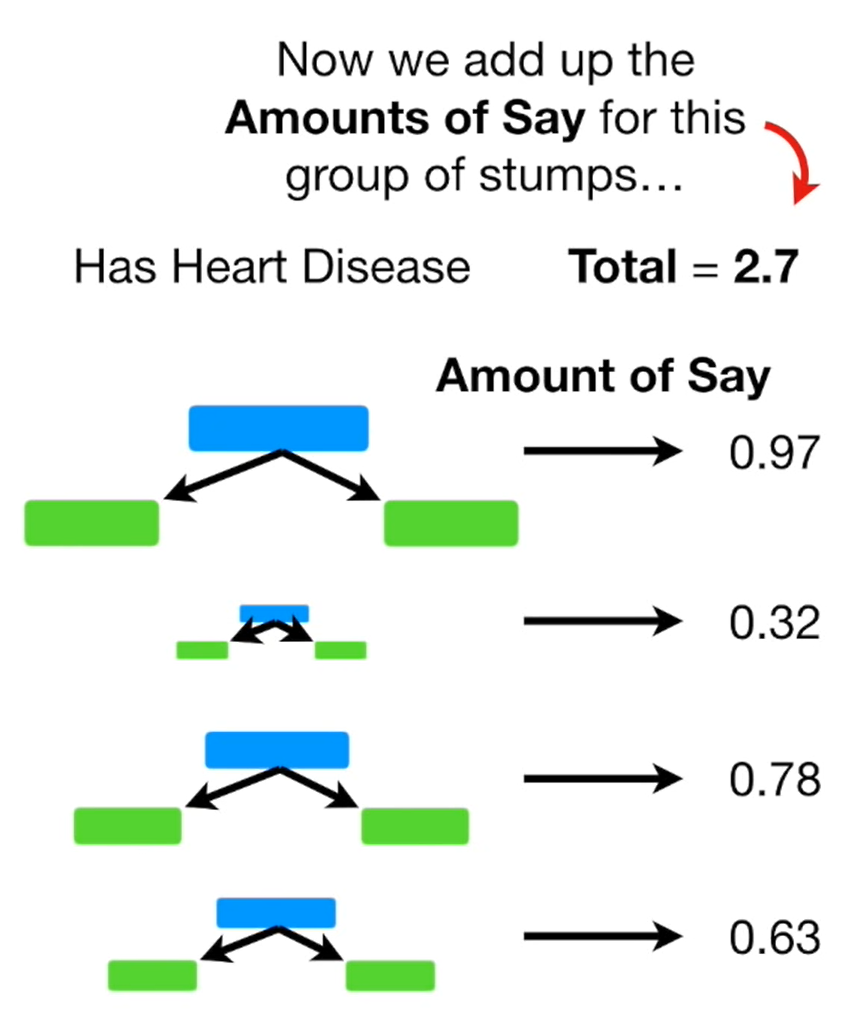 Now we add up the
Amounts of Say for this
group of stumps…
Has Heart Disease Total = 2.7
Amount of Say
0.97
0.32
0.78
0.63